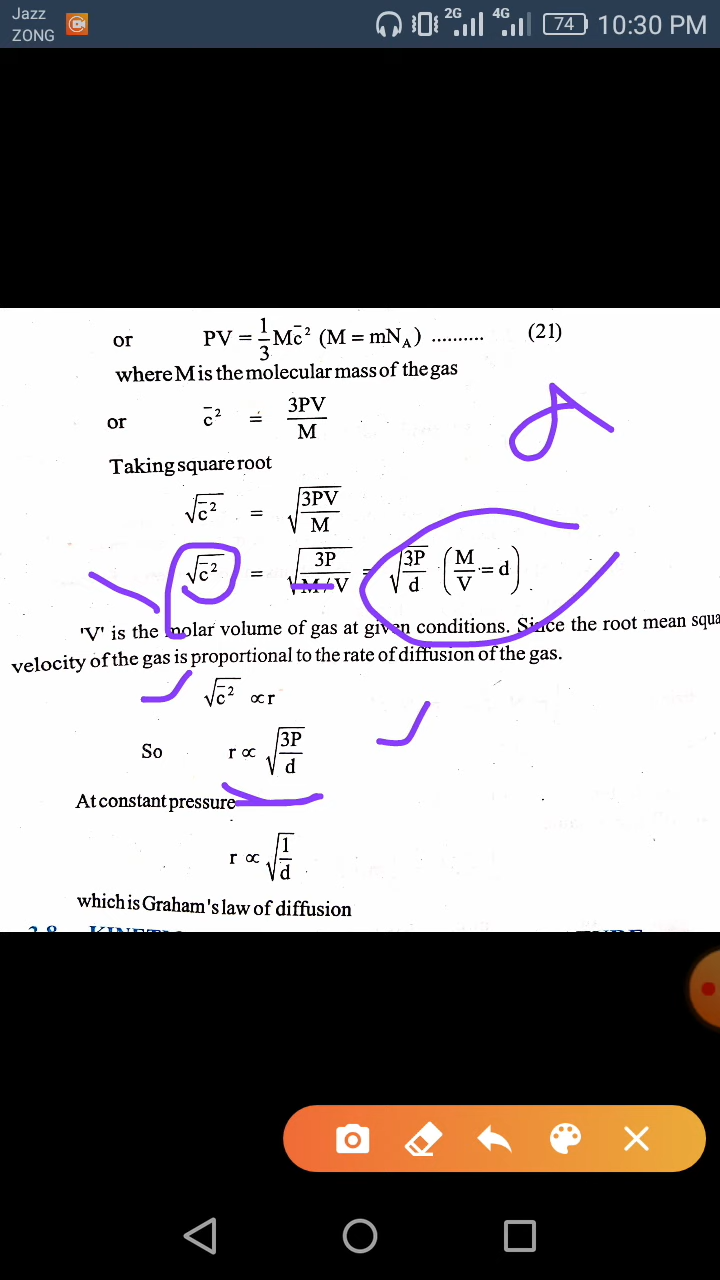 Jazz
ZONG
2G 4G 74 10:30 PM
or PV = 1/3 Mc̄² (M = mN_A) .......... (21)
where M is the molecular mass of the gas
or c̄² = 3PV/M
Taking square root
√c̄² = √(3PV/M)
√c̄² = √(3P/(M/V)) = √(3P/d) (M/V = d)
'V' is the molar volume of gas at given conditions. Since the root mean squa
velocity of the gas is proportional to the rate of diffusion of the gas.
√c̄² ∝ r
So r ∝ √(3P/d)
At constant pressure
r ∝ √(1/d)
which is Graham's law of diffusion